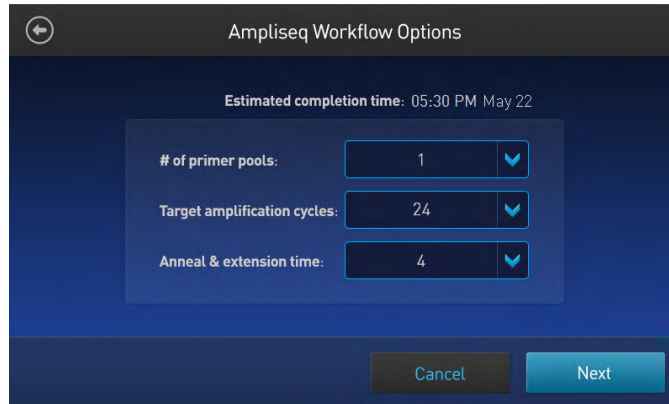 Ampliseq Workflow Options
Estimated completion time: 05:30 PM May 22
# of primer pools: 1
Target amplification cycles: 24
Anneal & extension time: 4
Cancel Next